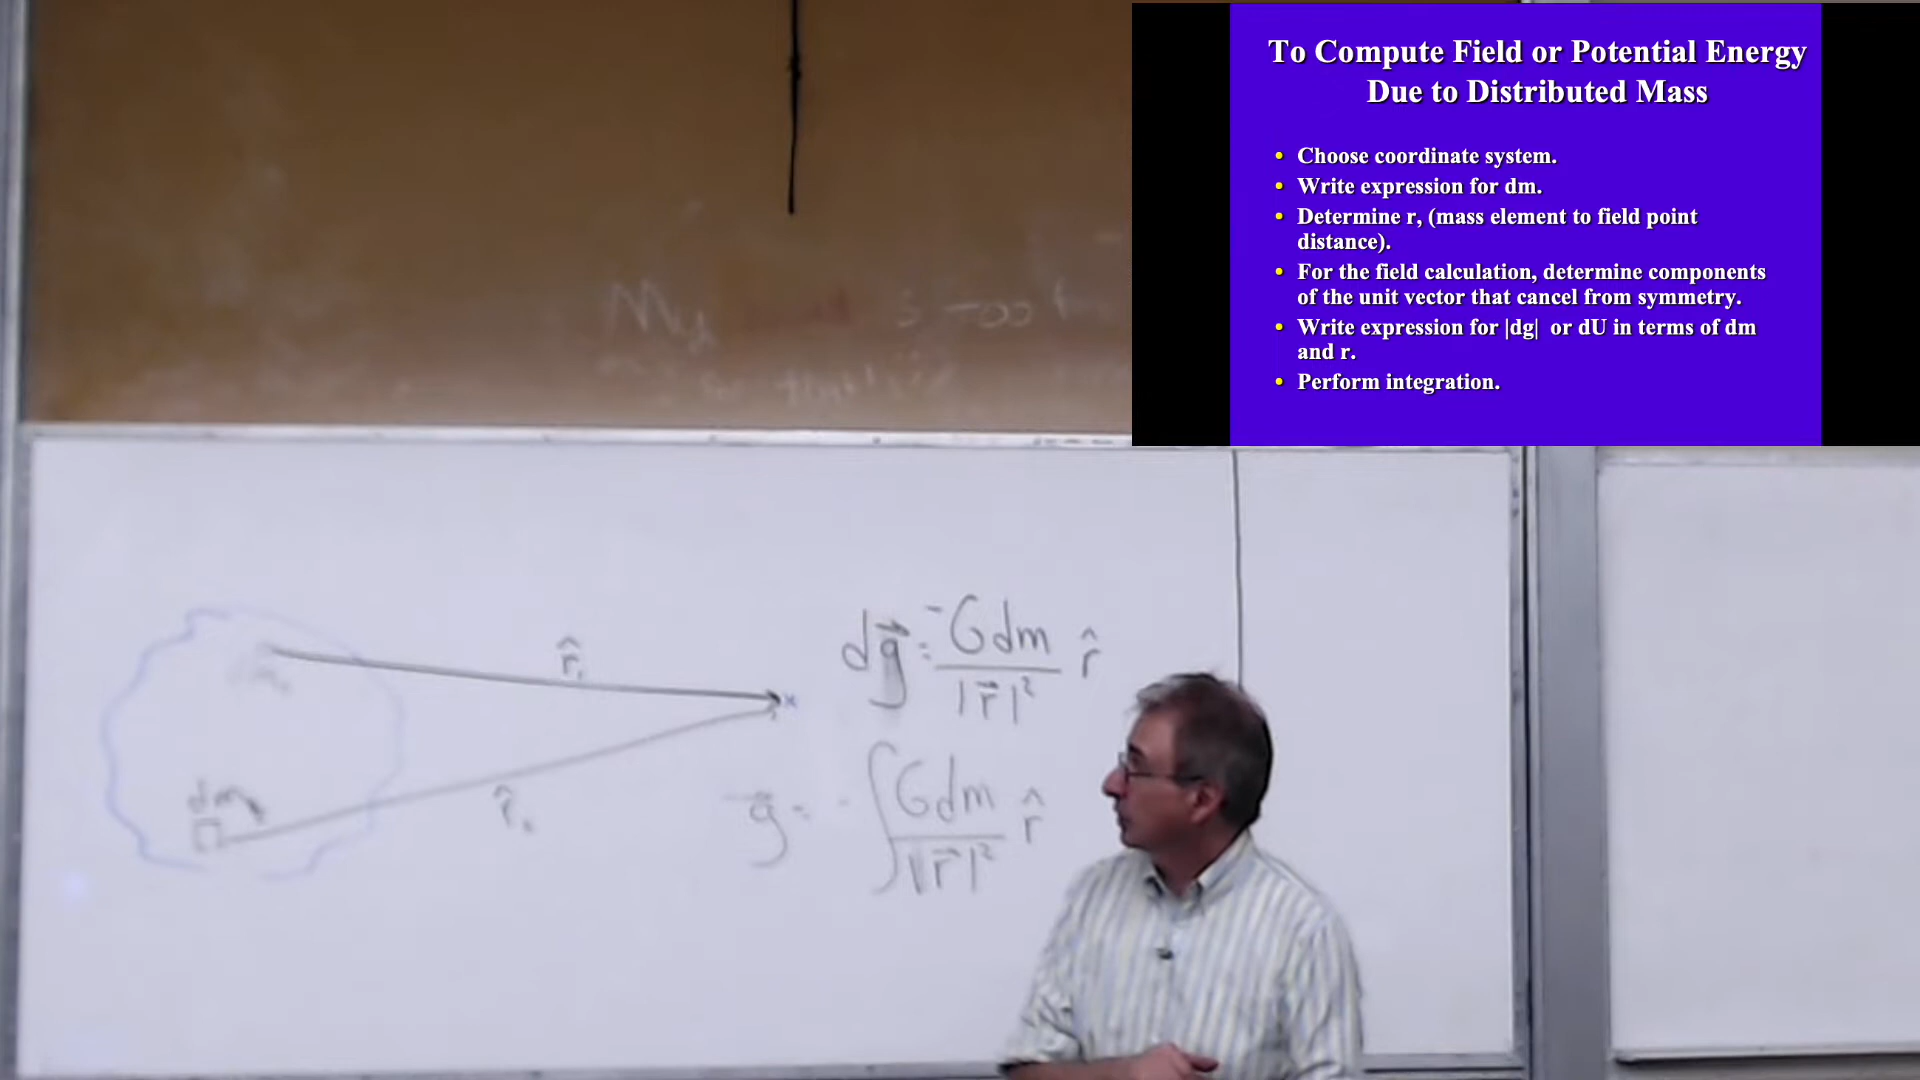 To Compute Field or Potential Energy
Due to Distributed Mass
• Choose coordinate system.
• Write expression for dm.
• Determine r, (mass element to field point
distance).
• For the field calculation, determine components
of the unit vector that cancel from symmetry.
• Write expression for |dg| or dU in terms of dm
and r.
• Perform integration.
r̂₁
dg⃗ = -Gdm/|r⃗|² r̂
dm
r̂₂
g⃗ = - ∫ Gdm/|r⃗|² r̂